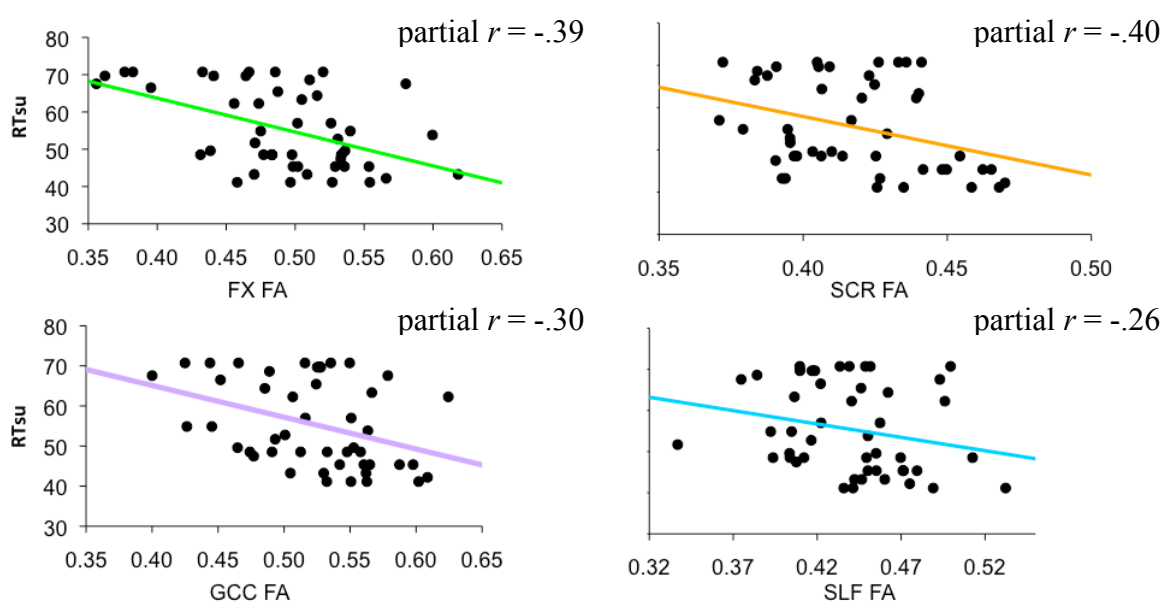 partial r = -.39
80
70
60
50
40
30
RTsu
0.35 0.40 0.45 0.50 0.55 0.60 0.65
FX FA
partial r = -.40
0.35 0.40 0.45 0.50
SCR FA
partial r = -.30
80
70
60
50
40
30
RTsu
0.35 0.40 0.45 0.50 0.55 0.60 0.65
GCC FA
partial r = -.26
0.32 0.37 0.42 0.47 0.52
SLF FA